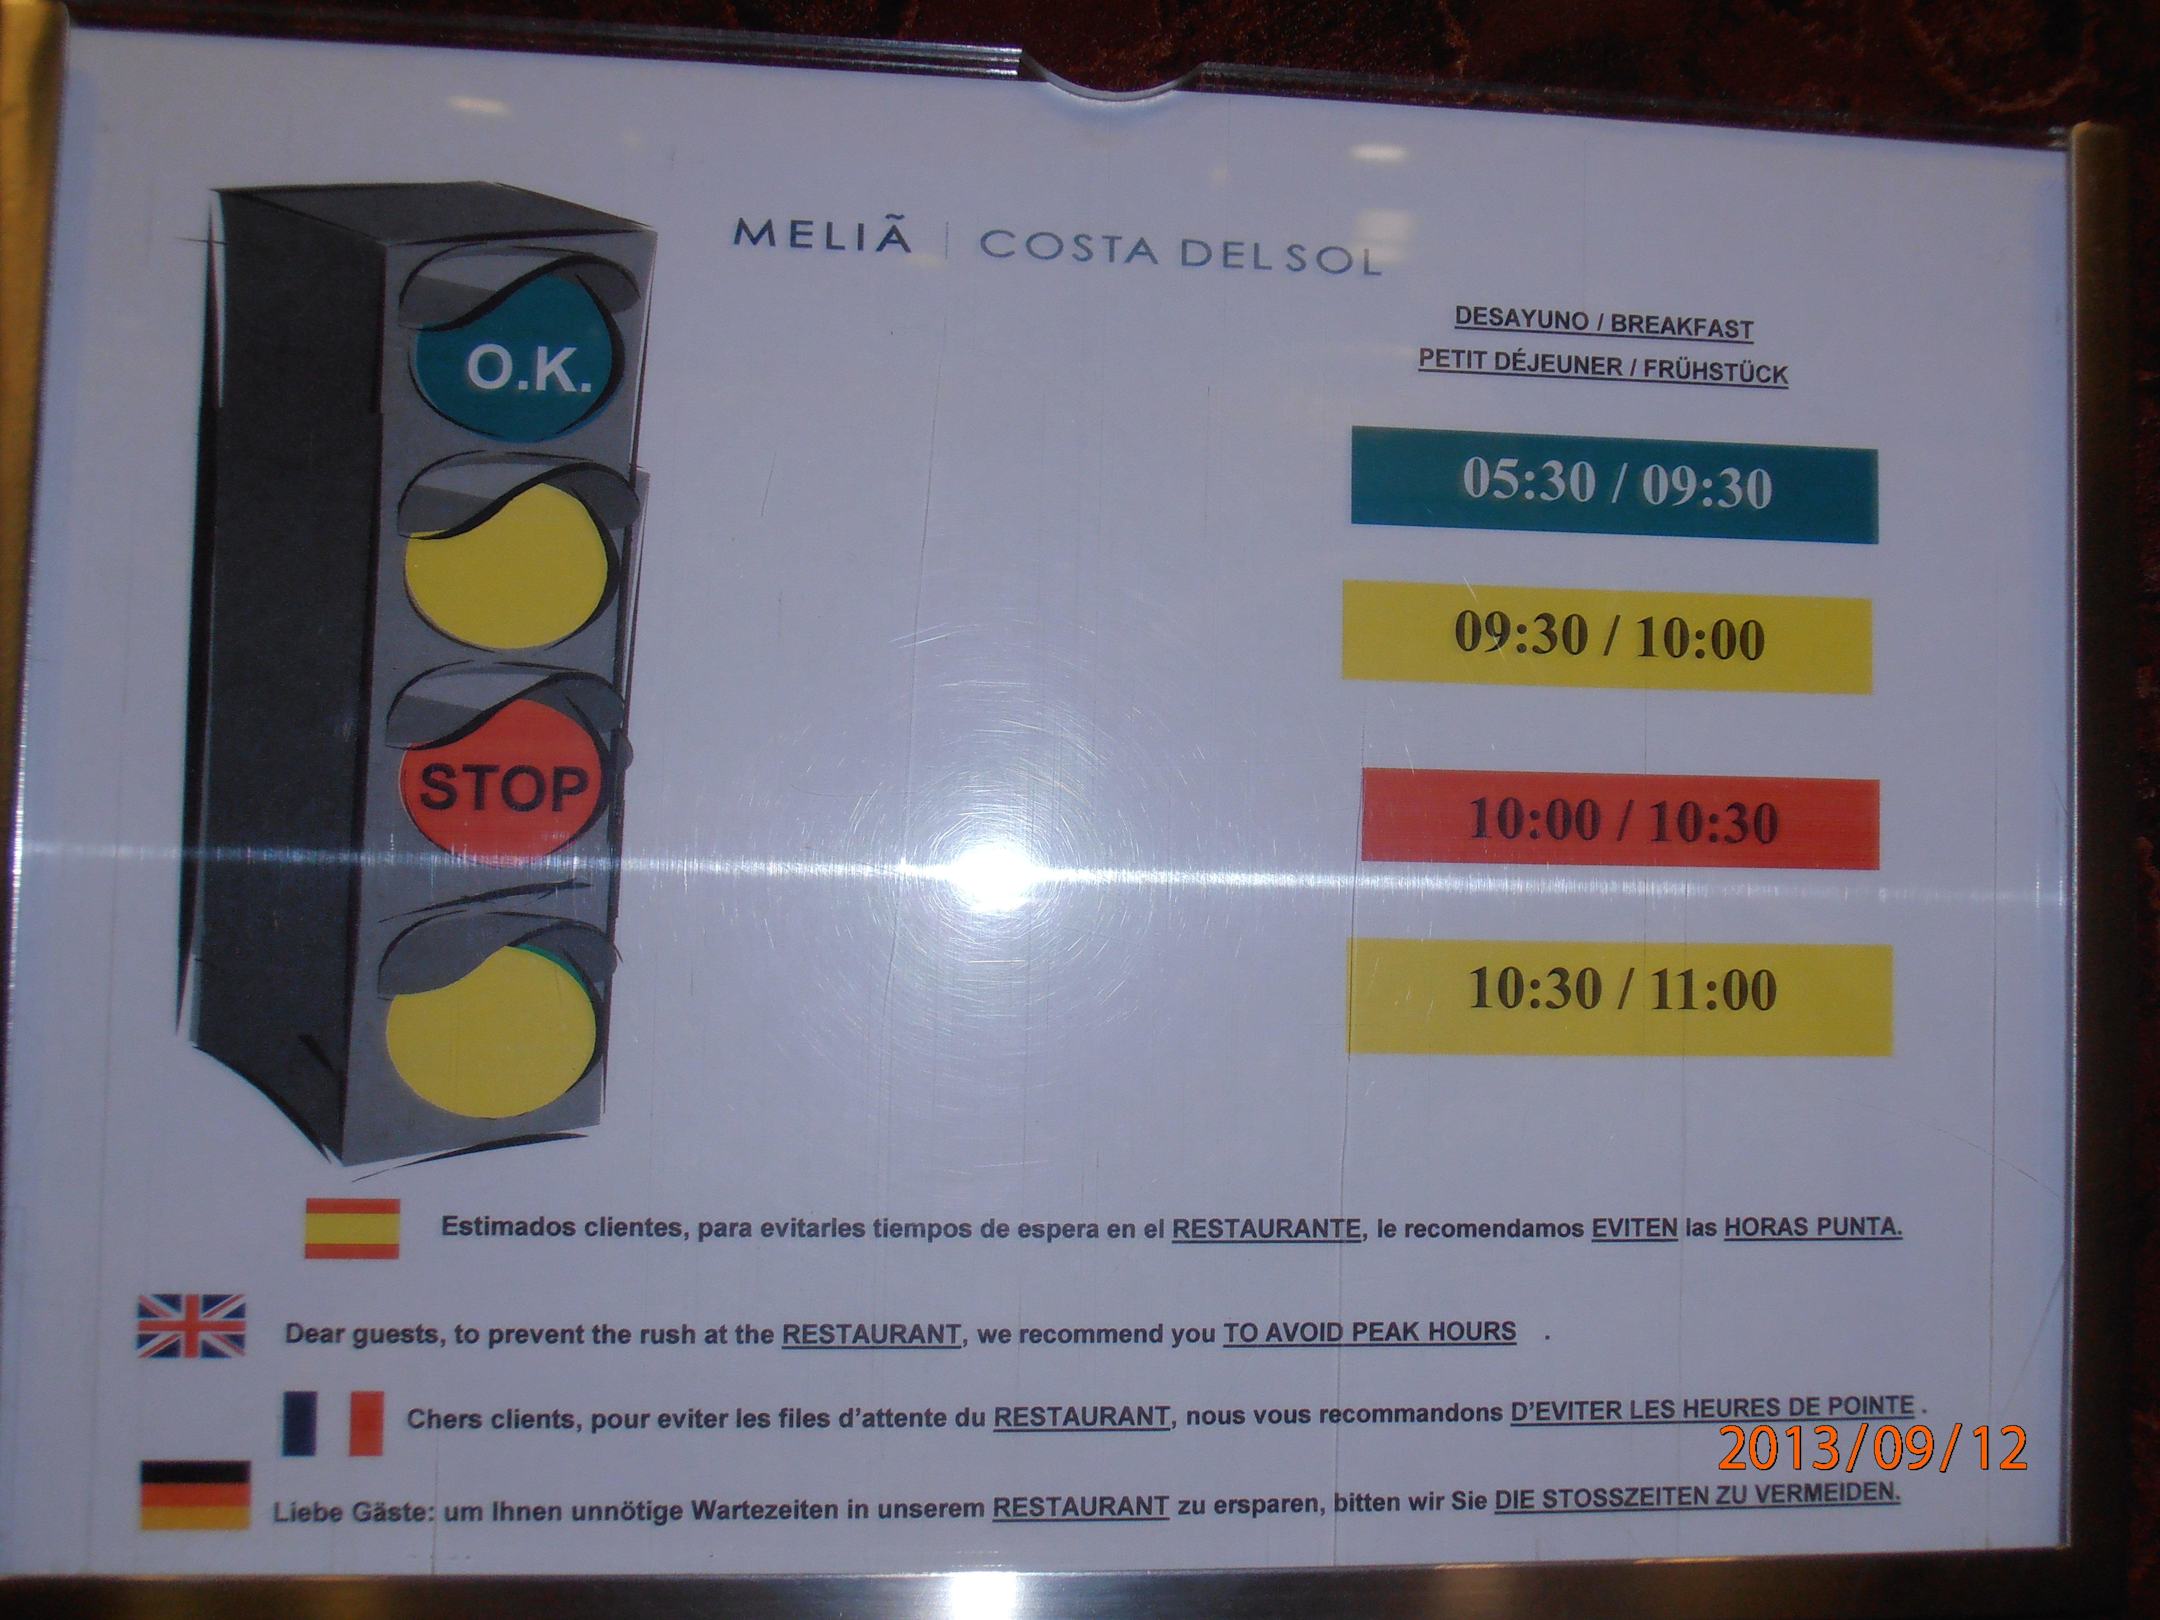 MELIÃ | COSTA DEL SOL
DESAYUNO / BREAKFAST
PETIT DÉJEUNER / FRÜHSTÜCK
O.K.
05:30 / 09:30
09:30 / 10:00
STOP
10:00 / 10:30
10:30 / 11:00
Estimados clientes, para evitarles tiempos de espera en el RESTAURANTE, le recomendamos EVITEN las HORAS PUNTA.
Dear guests, to prevent the rush at the RESTAURANT, we recommend you TO AVOID PEAK HOURS .
Chers clients, pour eviter les files d'attente du RESTAURANT, nous vous recommandons D'EVITER LES HEURES DE POINTE .
2013/09/12
Liebe Gäste: um Ihnen unnötige Wartezeiten in unserem RESTAURANT zu ersparen, bitten wir Sie DIE STOSSZEITEN ZU VERMEIDEN.